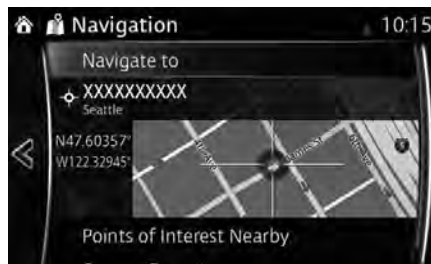 Navigation
10:15
Navigate to
XXXXXXXXXX
Seattle
N47.60357°
W122.32945°
Points of Interest Nearby